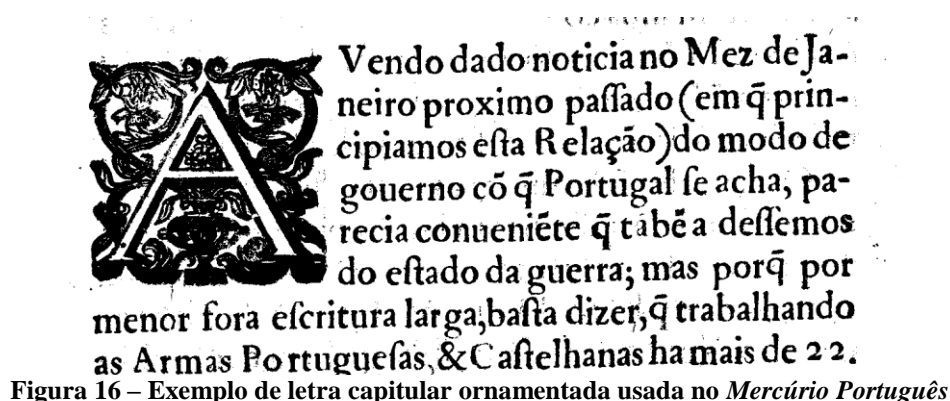 AVendo dado noticia no Mez de Ja-
neiro proximo paſſado (em q̃ prin-
cipiamos eſta Relação) do modo de
gouerno cõ q̃ Portugal ſe acha, pa-
recia conueniẽte q̃ tãbẽ a deſſemos
do eſtado da guerra; mas porq̃ por
menor fora eſcritura larga, baſta dizer, q̃ trabalhando
as Armas Portugueſas, & Caſtelhanas ha mais de 22.
Figura 16 – Exemplo de letra capitular ornamentada usada no Mercúrio Português